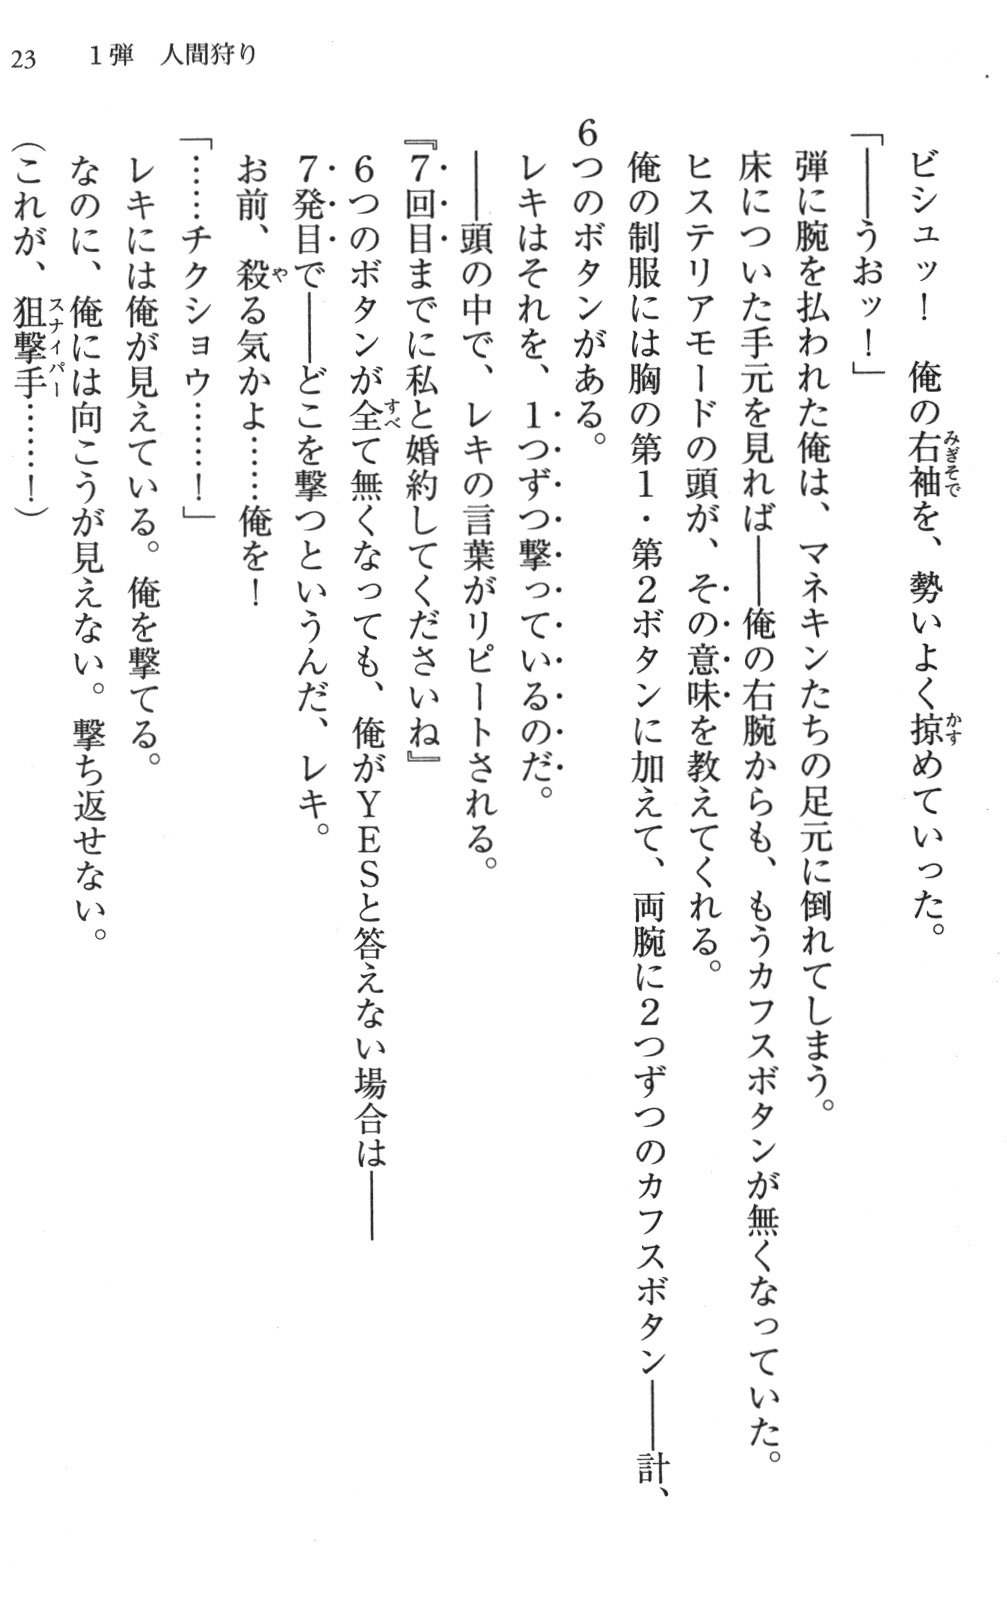 23　1弾　人間狩り
ビシュッ！　俺の右袖を、勢いよく掠めていった。
「――うおッ！」
弾に腕を払われた俺は、マネキンたちの足元に倒れてしまう。
床についた手元を見れば――俺の右腕からも、もうカフスボタンが無くなっていた。
ヒステリアモードの頭が、その意味を教えてくれる。
俺の制服には胸の第1・第2ボタンに加えて、両腕に2つずつのカフスボタン――計、
6つのボタンがある。
レキはそれを、1つずつ撃っているのだ。
――頭の中で、レキの言葉がリピートされる。
『7回目までに私と婚約してくださいね』
6つのボタンが全て無くなっても、俺がYESと答えない場合は――
7発目で――どこを撃つというんだ、レキ。
お前、殺る気かよ……俺を！
「……チクショウ……！」
レキには俺が見えている。俺を撃てる。
なのに、俺には向こうが見えない。撃ち返せない。
（これが、狙撃手……！）